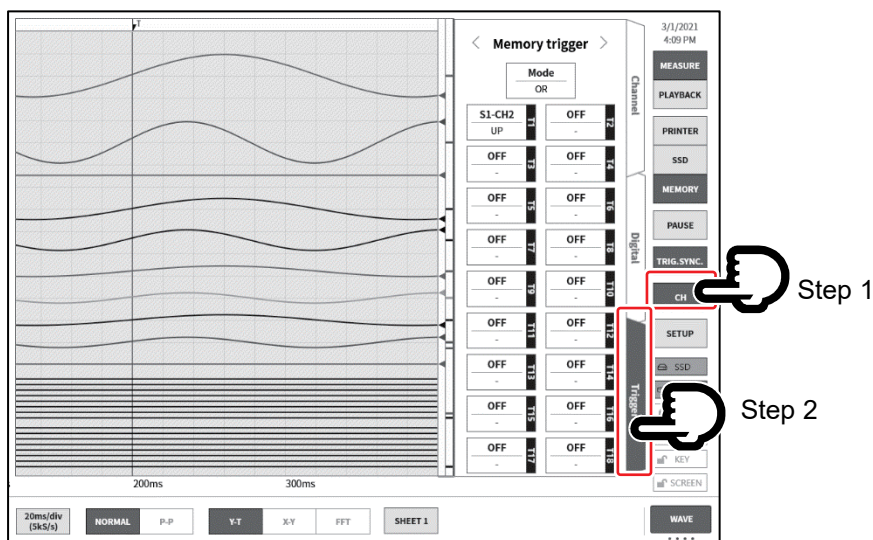 T
3/1/2021
4:09 PM
Memory trigger
Mode
OR
S1-CH2
UP
T1
OFF
-
T2
OFF
-
T3
OFF
-
T4
OFF
-
T5
OFF
-
T6
OFF
-
T7
OFF
-
T8
OFF
-
T9
OFF
-
T10
OFF
-
T11
OFF
-
T12
OFF
-
T13
OFF
-
T14
OFF
-
T15
OFF
-
T16
OFF
-
T17
OFF
-
T18
Channel
Digital
Trigger
MEASURE
PLAYBACK
PRINTER
SSD
MEMORY
PAUSE
TRIG.SYNC.
CH
Step 1
SETUP
SSD
Step 2
KEY
SCREEN
200ms
300ms
20ms/div
(5kS/s)
NORMAL
P-P
Y-T
X-Y
FFT
SHEET 1
WAVE